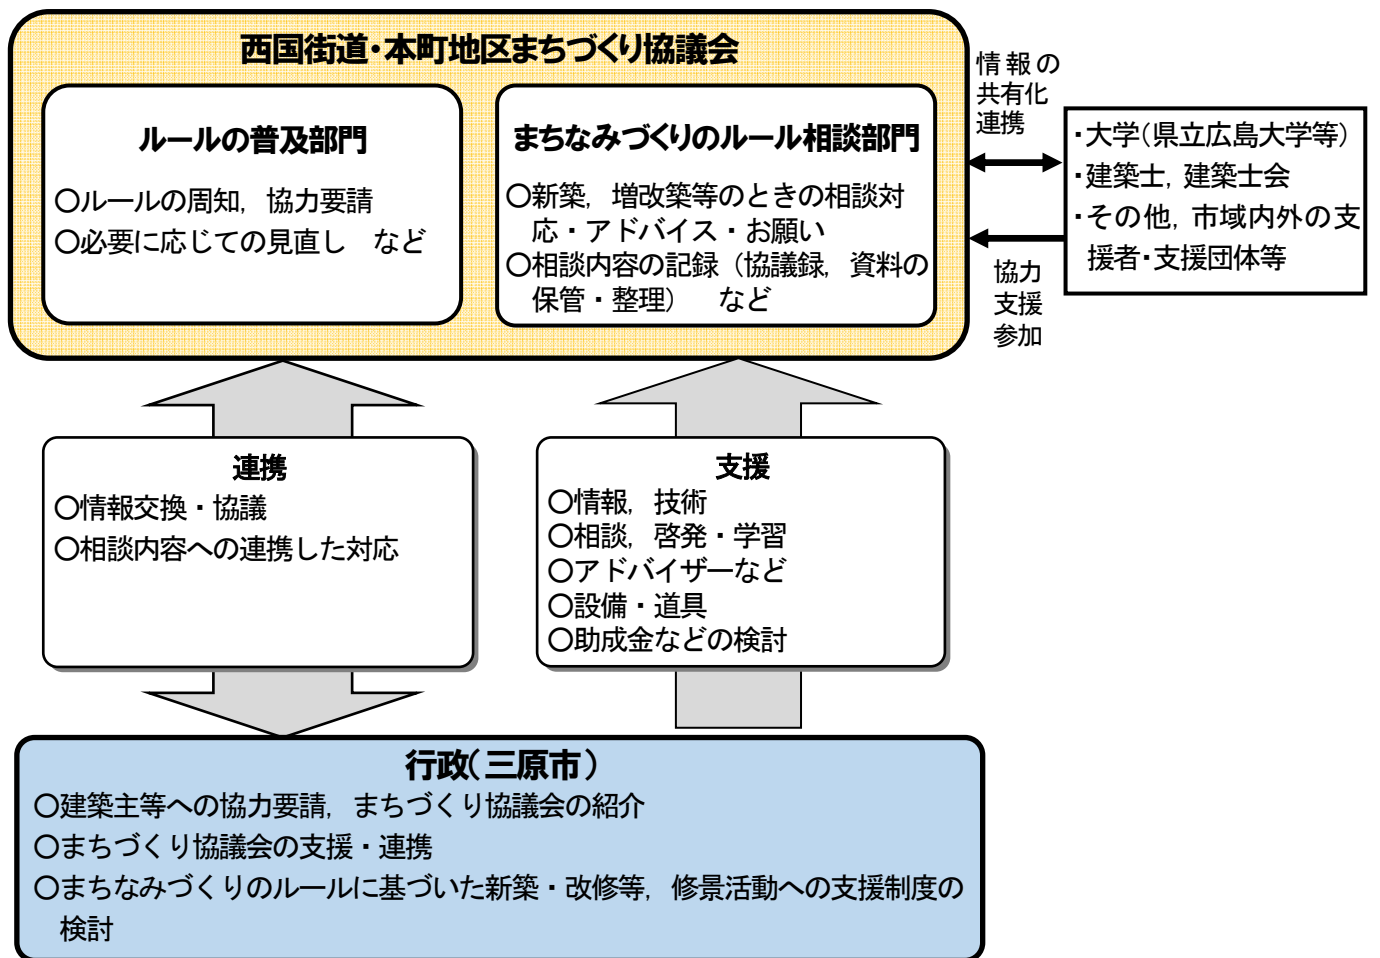 西国街道・本町地区まちづくり協議会
ルールの普及部門
〇ルールの周知，協力要請
〇必要に応じての見直し　など
まちなみづくりのルール相談部門
〇新築，増改築等のときの相談対
応・アドバイス・お願い
〇相談内容の記録（協議録，資料の
保管・整理）　など
情報の
共有化
連携
協力
支援
参加
・大学（県立広島大学等）
・建築士，建築士会
・その他，市域内外の支
援者・支援団体等
連携
〇情報交換・協議
〇相談内容への連携した対応
支援
〇情報，技術
〇相談，啓発・学習
〇アドバイザーなど
〇設備・道具
〇助成金などの検討
行政（三原市）
〇建築主等への協力要請，まちづくり協議会の紹介
〇まちづくり協議会の支援・連携
〇まちなみづくりのルールに基づいた新築・改修等，修景活動への支援制度の
検討